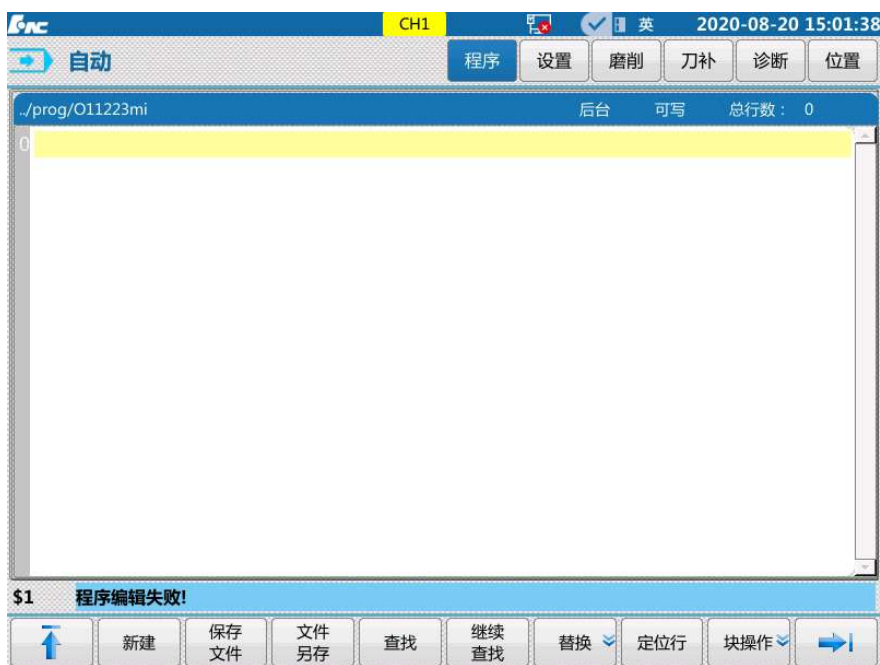 HNC CH1 英 2020-08-20 15:01:38
自动 程序 设置 磨削 刀补 诊断 位置
../prog/O11223mi 后台 可写 总行数： 0
0
$1 程序编辑失败!
新建 保存文件 文件另存 查找 继续查找 替换 定位行 块操作